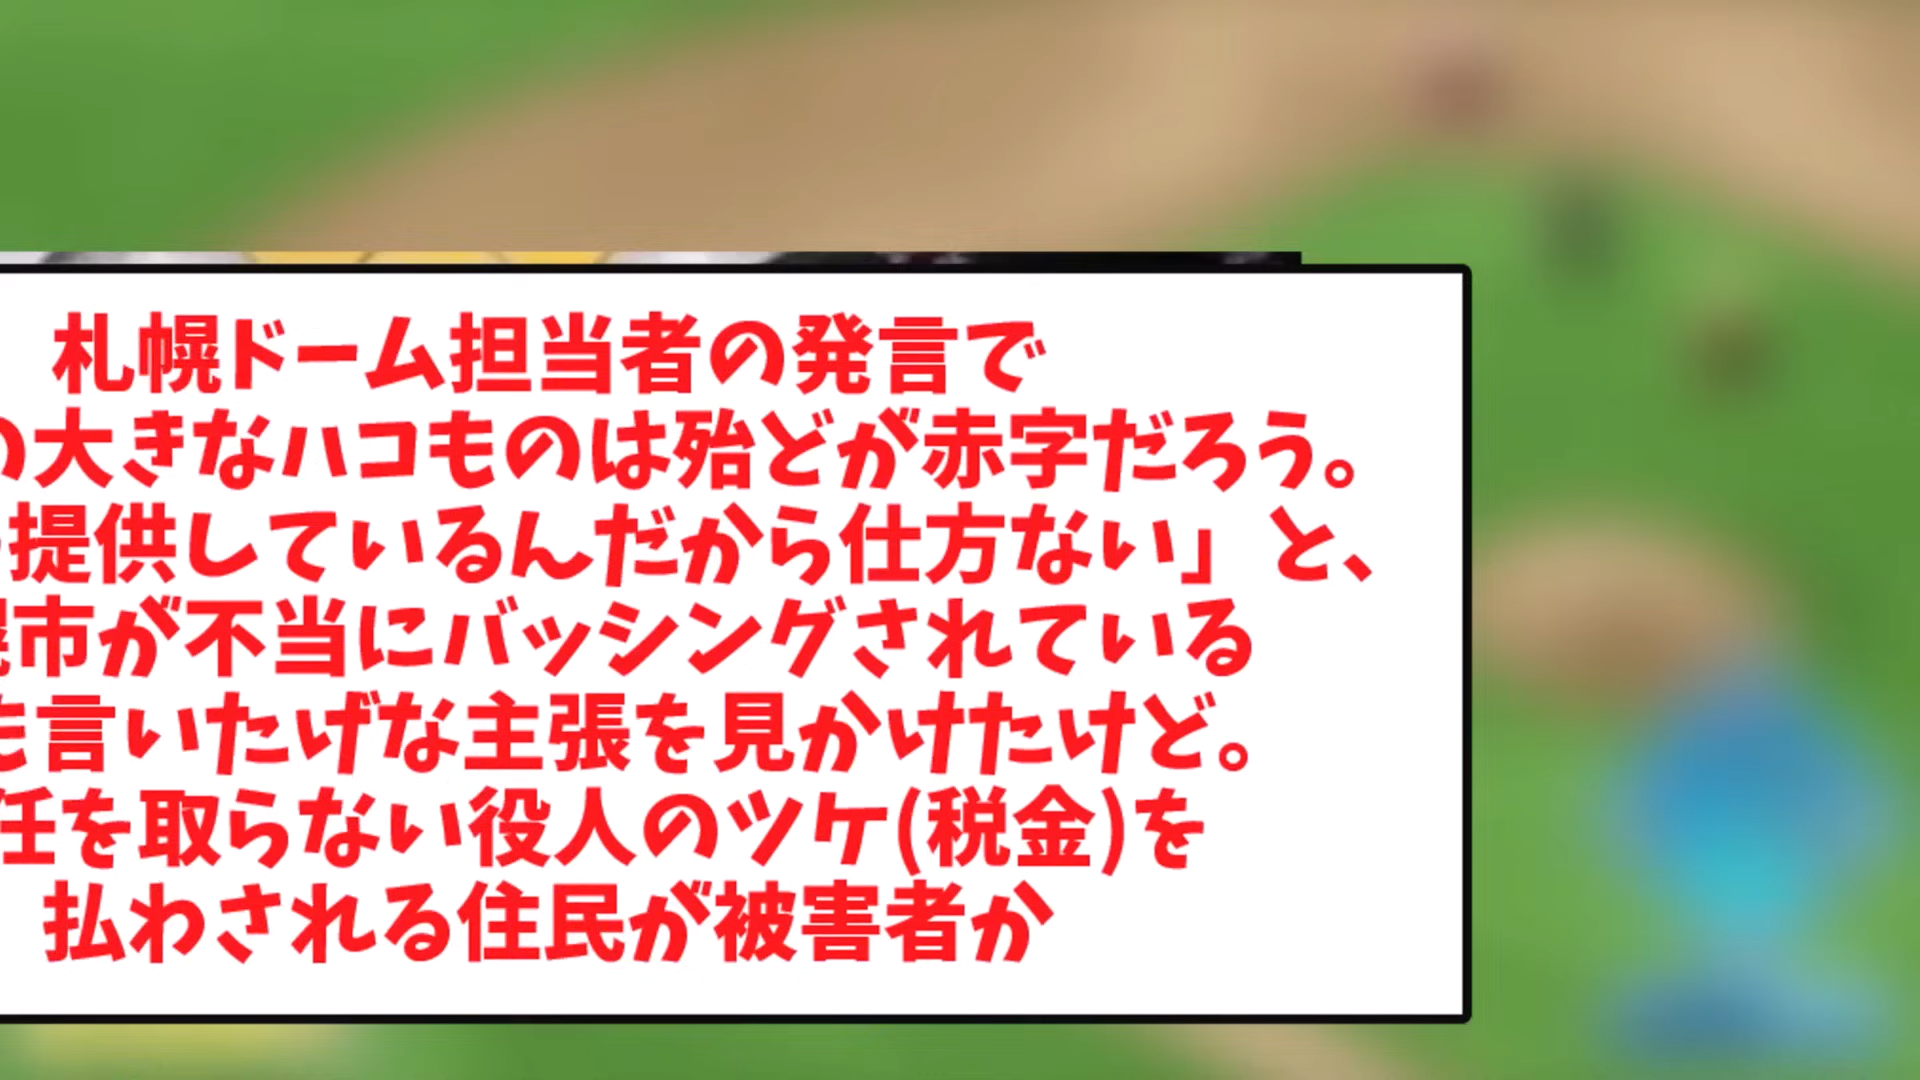 札幌ドーム担当者の発言で
の大きなハコものは殆どが赤字だろう。
提供しているんだから仕方ない」と、
市が不当にバッシングされている
も言いたげな主張を見かけたけど。
任を取らない役人のツケ(税金)を
払わされる住民が被害者か